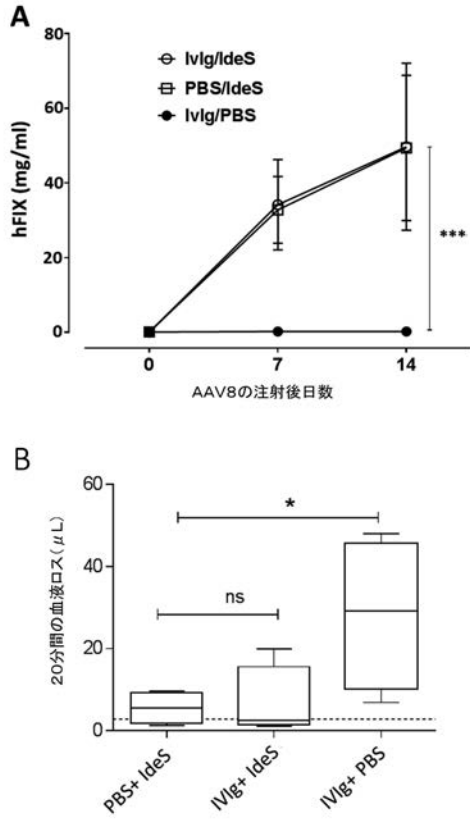 A
IvIg/IdeS
PBS/IdeS
IvIg/PBS
hFIX (mg/ml)
80
60
40
20
0
***
0 7 14
AAV8の注射後日数
B
20分間の血液ロス(μL)
60
40
20
0
*
ns
PBS+ IdeS
IVIg+ IdeS
IVIg+ PBS